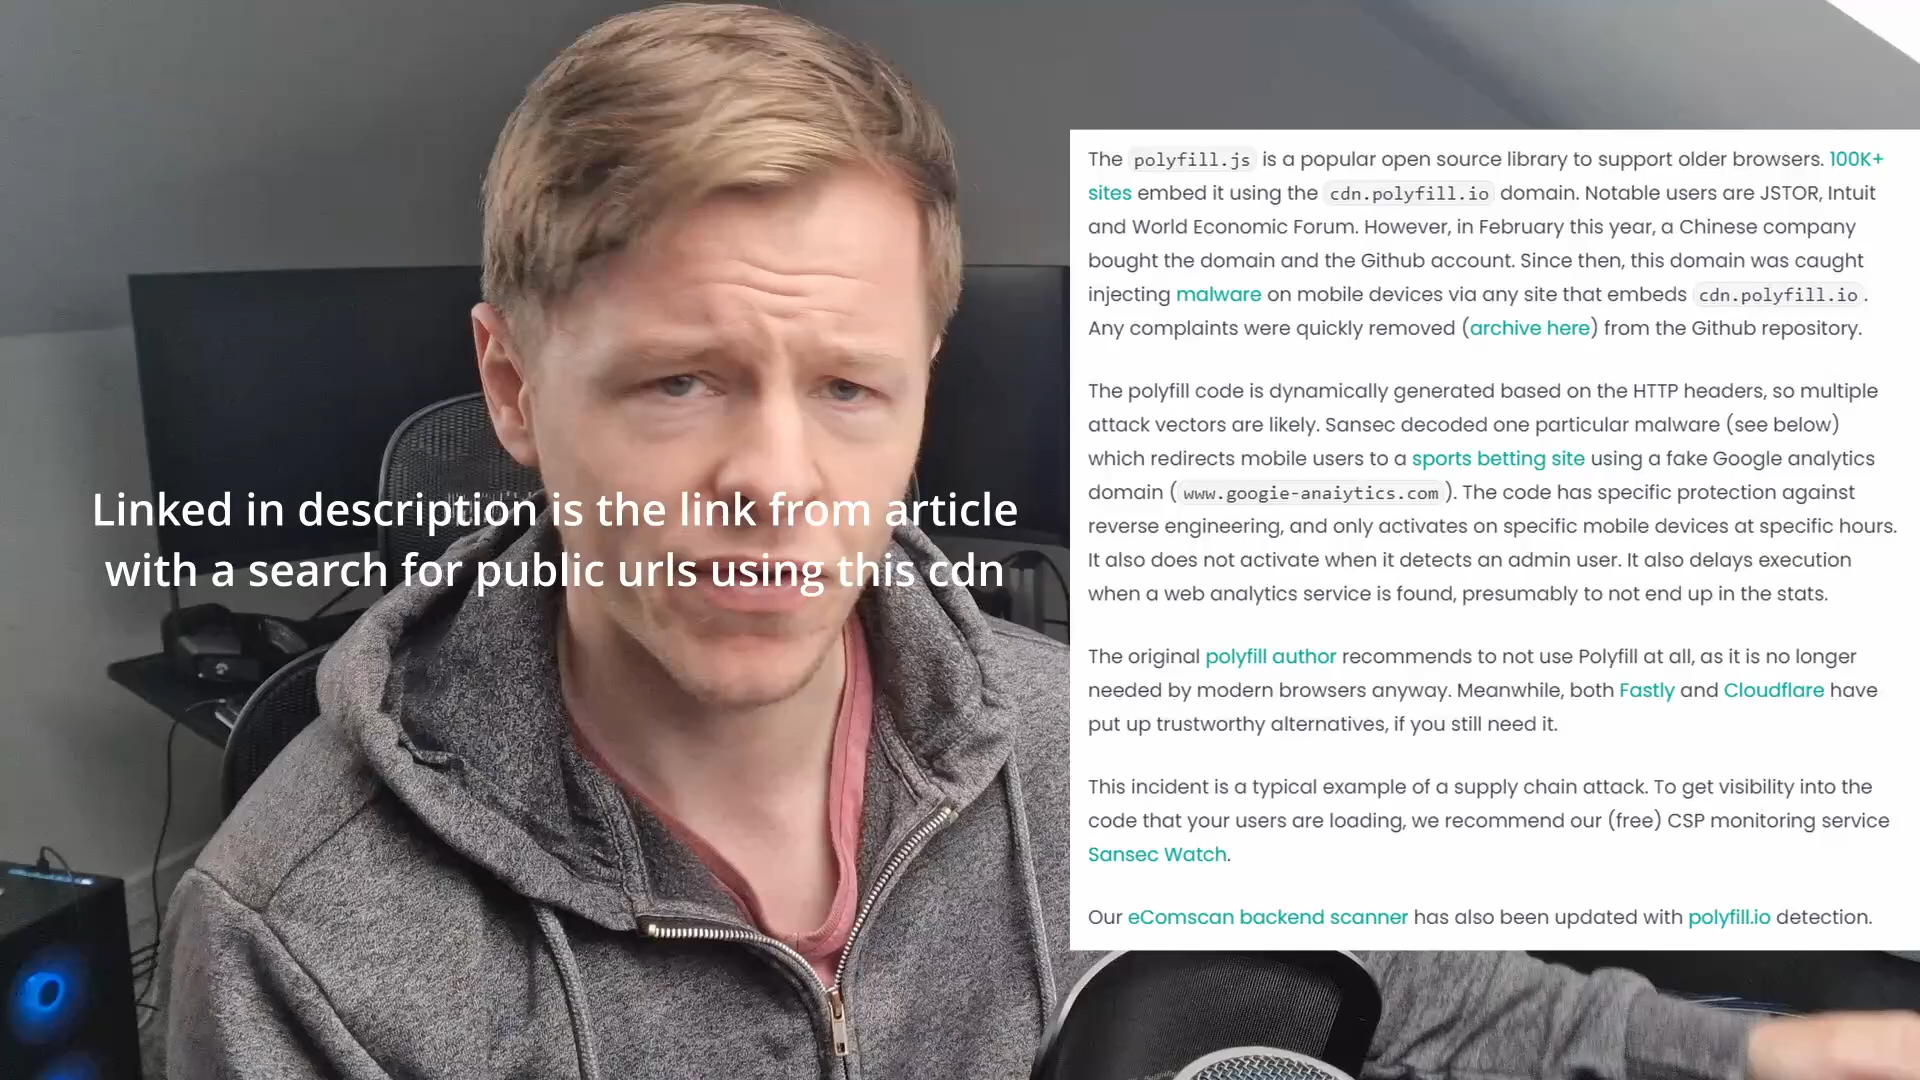 Linked in description is the link from article
with a search for public urls using this cdn
The polyfill.js is a popular open source library to support older browsers. 100K+
sites embed it using the cdn.polyfill.io domain. Notable users are JSTOR, Intuit
and World Economic Forum. However, in February this year, a Chinese company
bought the domain and the Github account. Since then, this domain was caught
injecting malware on mobile devices via any site that embeds cdn.polyfill.io.
Any complaints were quickly removed (archive here) from the Github repository.
The polyfill code is dynamically generated based on the HTTP headers, so multiple
attack vectors are likely. Sansec decoded one particular malware (see below)
which redirects mobile users to a sports betting site using a fake Google analytics
domain (www.googie-anaiytics.com). The code has specific protection against
reverse engineering, and only activates on specific mobile devices at specific hours.
It also does not activate when it detects an admin user. It also delays execution
when a web analytics service is found, presumably to not end up in the stats.
The original polyfill author recommends to not use Polyfill at all, as it is no longer
needed by modern browsers anyway. Meanwhile, both Fastly and Cloudflare have
put up trustworthy alternatives, if you still need it.
This incident is a typical example of a supply chain attack. To get visibility into the
code that your users are loading, we recommend our (free) CSP monitoring service
Sansec Watch.
Our eComscan backend scanner has also been updated with polyfill.io detection.